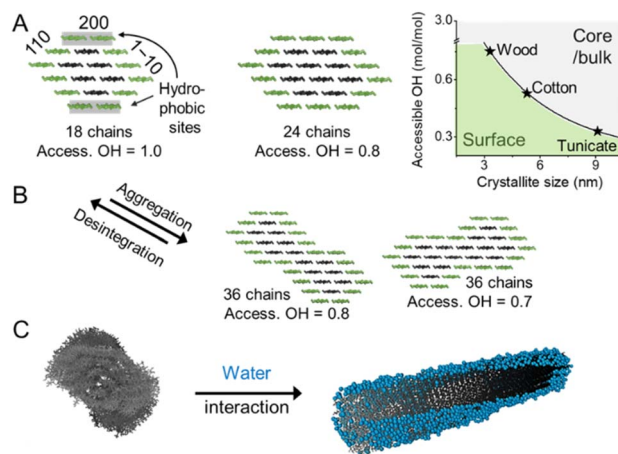 A
200
110
1–10
Hydro-
phobic
sites
18 chains
Access. OH = 1.0
24 chains
Access. OH = 0.8
Accessible OH (mol/mol)
3.0
0.6
0.3
Wood
Cotton
Tunicate
Core
/bulk
Surface
3
6
9
Crystallite size (nm)
B
Aggregation
Desintegration
36 chains
Access. OH = 0.8
36 chains
Access. OH = 0.7
C
Water
interaction